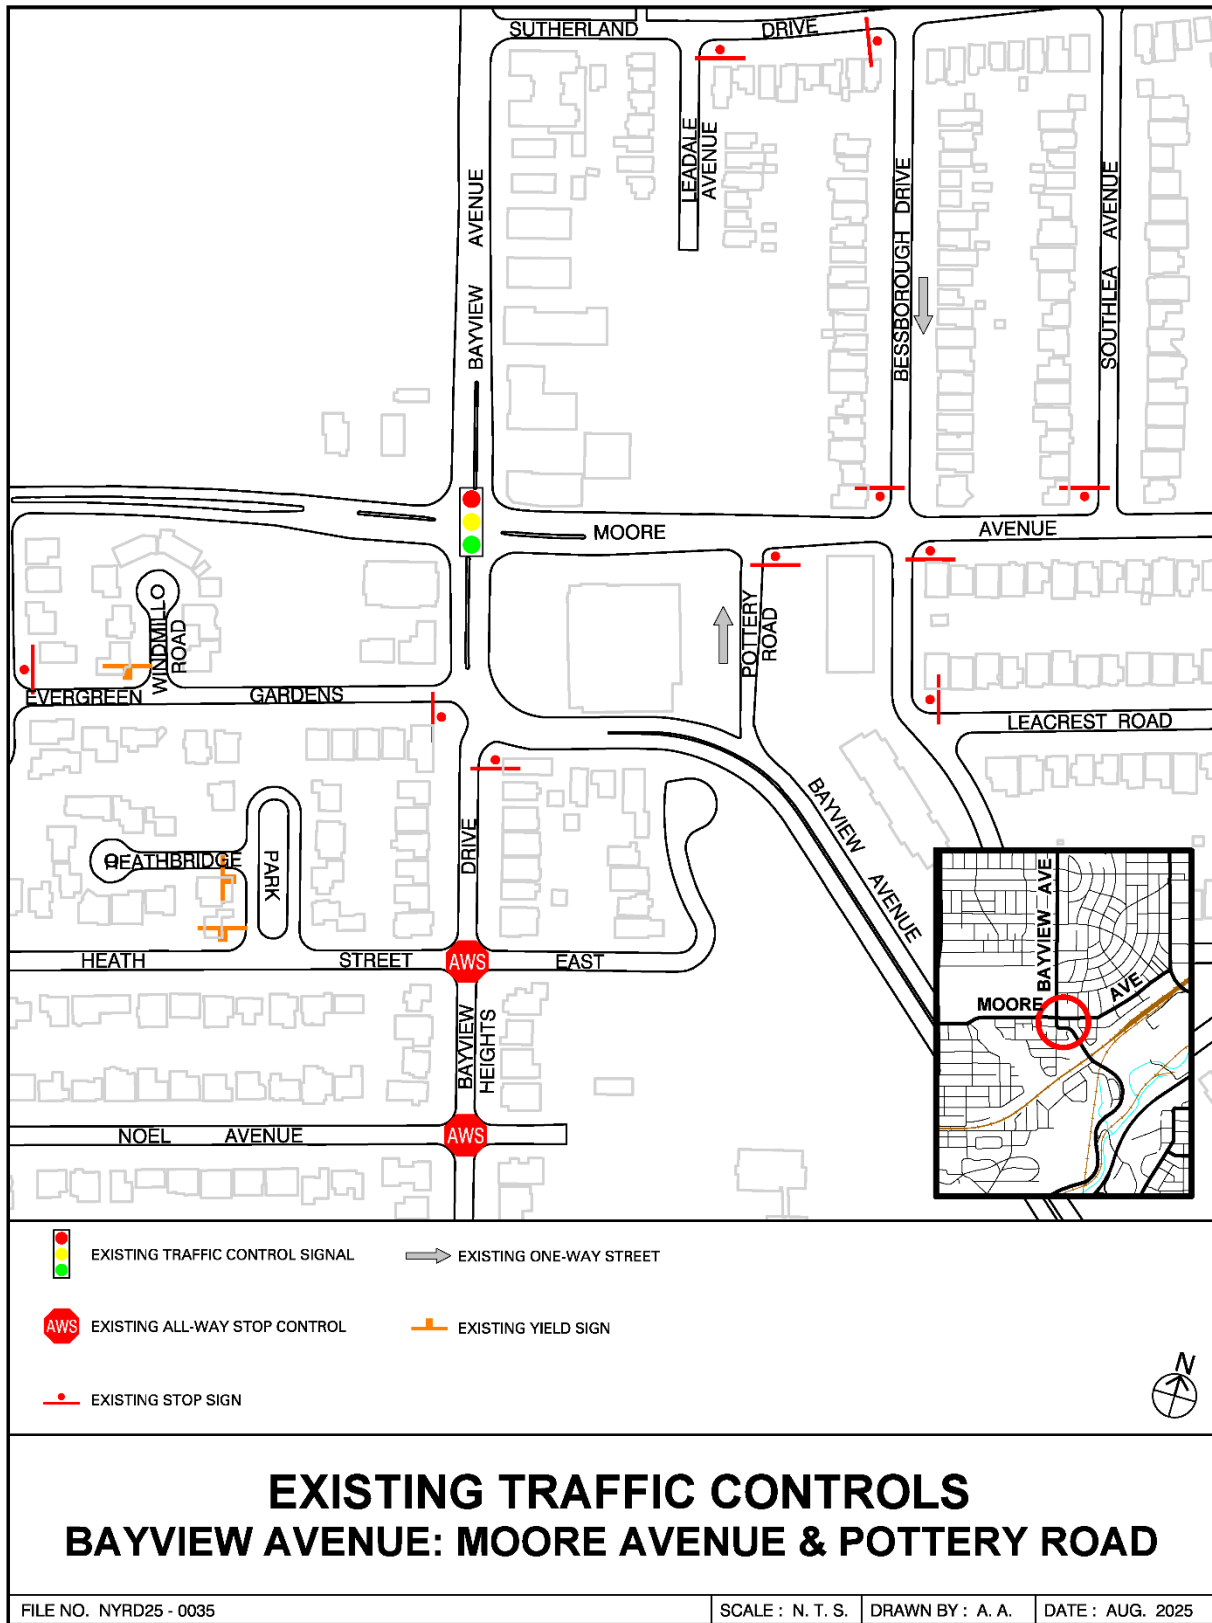 SUTHERLAND DRIVE
LEADALE
AVENUE
BAYVIEW AVENUE
BESSBOROUGH DRIVE
SOUTHLEA AVENUE
MOORE AVENUE
POTTERY
ROAD
WINDMILL
ROAD
EVERGREEN GARDENS
LEACREST ROAD
BAYVIEW AVENUE
HEATHBRIDGE
PARK
DRIVE
HEATH STREET EAST
AWS
BAYVIEW
HEIGHTS
NOEL AVENUE
AWS
BAYVIEW AVE
MOORE AVE
EXISTING TRAFFIC CONTROL SIGNAL
EXISTING ONE-WAY STREET
AWS EXISTING ALL-WAY STOP CONTROL
EXISTING YIELD SIGN
EXISTING STOP SIGN
N
EXISTING TRAFFIC CONTROLS
BAYVIEW AVENUE: MOORE AVENUE & POTTERY ROAD
FILE NO. NYRD25 - 0035
SCALE : N. T. S.
DRAWN BY : A. A.
DATE : AUG. 2025